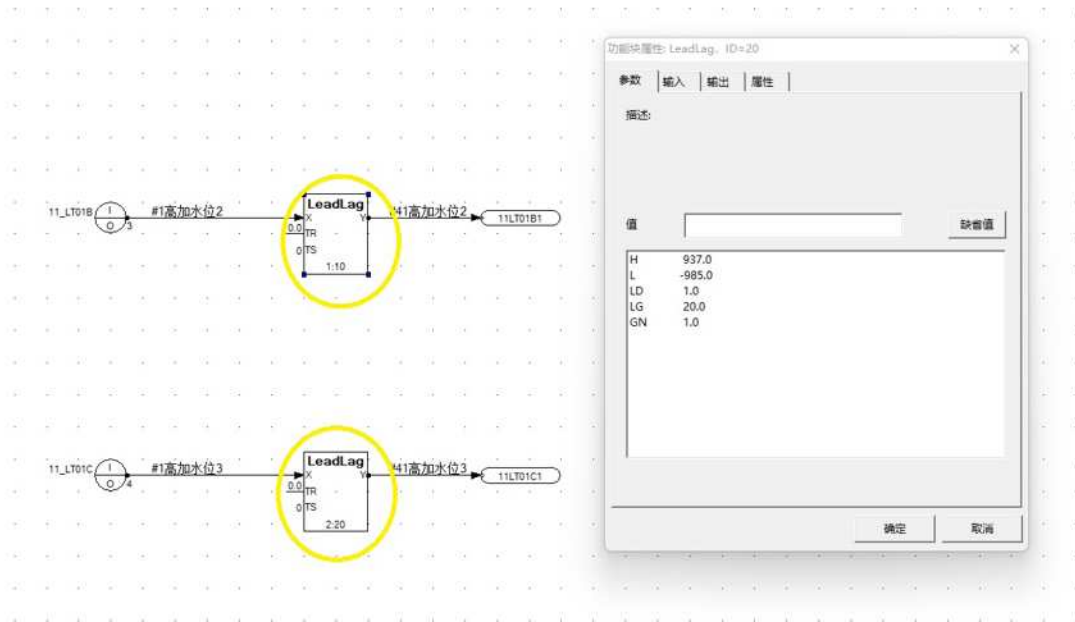 功能块属性: LeadLag, ID=20
参数
输入
输出
属性
描述:
值
缺省值
H 937.0
L -985.0
LD 1.0
LG 20.0
GN 1.0
确定
取消
11_LT01B
I
O
3
#1高加水位2
LeadLag
X Y
0.0 TR
0 TS
1:10
#41高加水位2
11LT01B1
11_LT01C
I
O
4
#1高加水位3
LeadLag
X Y
0.0 TR
0 TS
2:20
#41高加水位3
11LT01C1